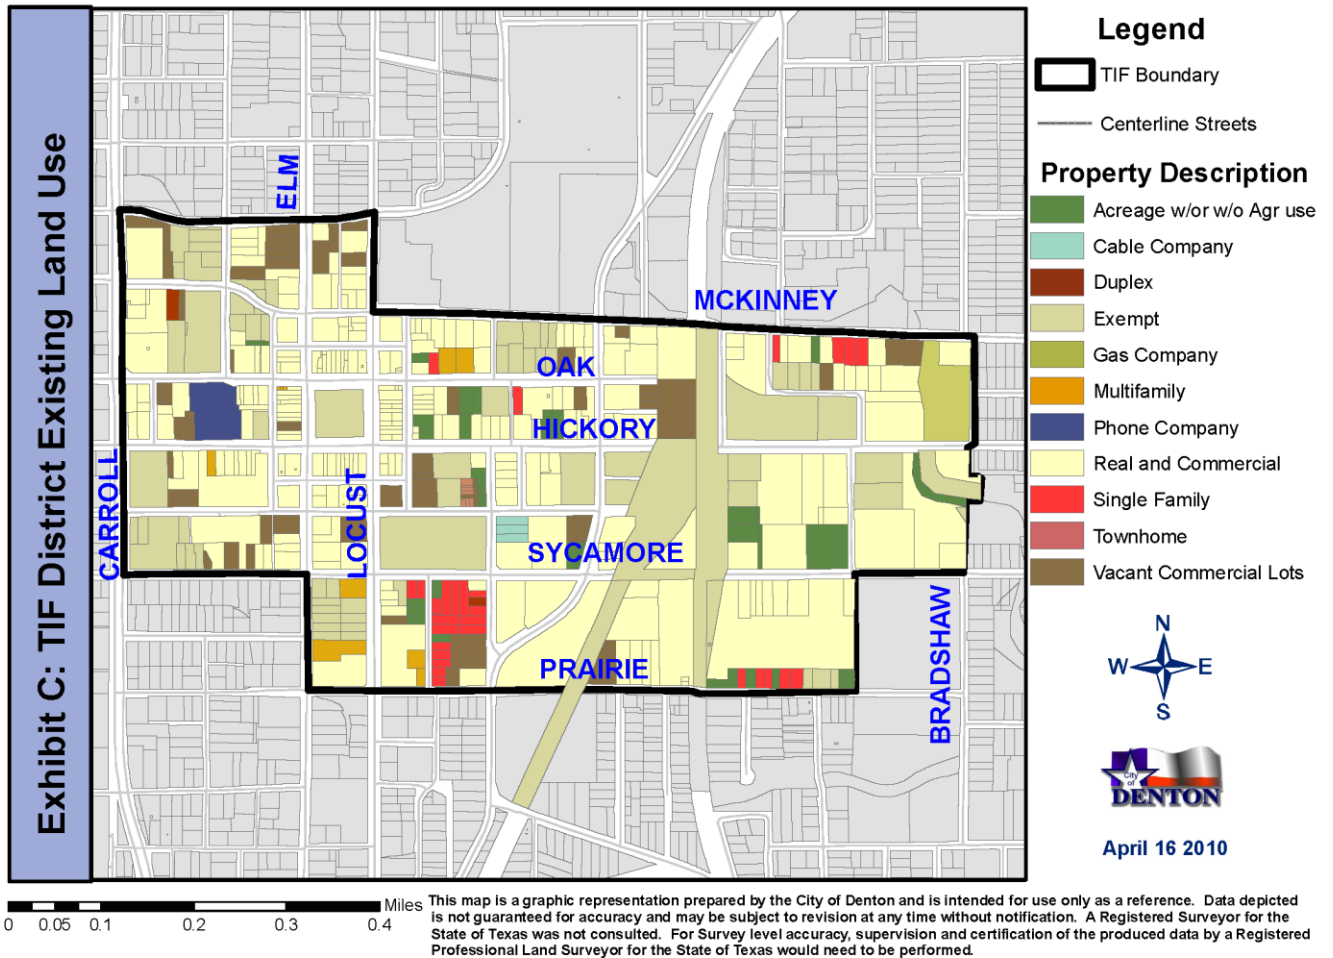 Exhibit C: TIF District Existing Land Use
ELM
MCKINNEY
OAK
HICKORY
CARROLL
LOCUST
SYCAMORE
PRAIRIE
BRADSHAW
Legend
TIF Boundary
Centerline Streets
Property Description
Acreage w/or w/o Agr use
Cable Company
Duplex
Exempt
Gas Company
Multifamily
Phone Company
Real and Commercial
Single Family
Townhome
Vacant Commercial Lots
N
W E
S
City
of
DENTON
April 16 2010
Miles
0 0.05 0.1 0.2 0.3 0.4
This map is a graphic representation prepared by the City of Denton and is intended for use only as a reference. Data depicted
is not guaranteed for accuracy and may be subject to revision at any time without notification. A Registered Surveyor for the
State of Texas was not consulted. For Survey level accuracy, supervision and certification of the produced data by a Registered
Professional Land Surveyor for the State of Texas would need to be performed.